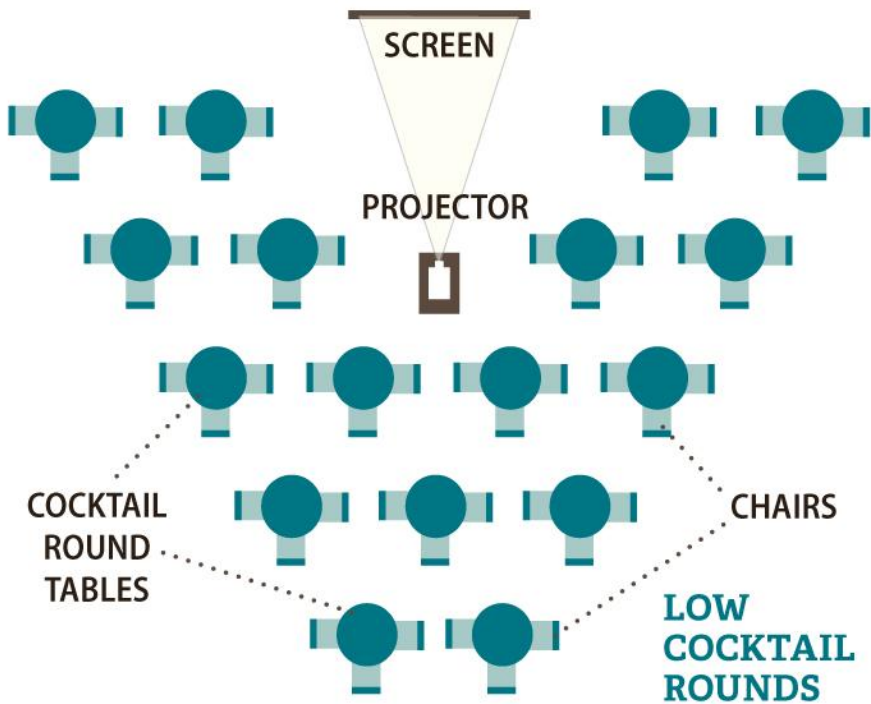 SCREEN
PROJECTOR
COCKTAIL
ROUND
TABLES
CHAIRS
LOW
COCKTAIL
ROUNDS